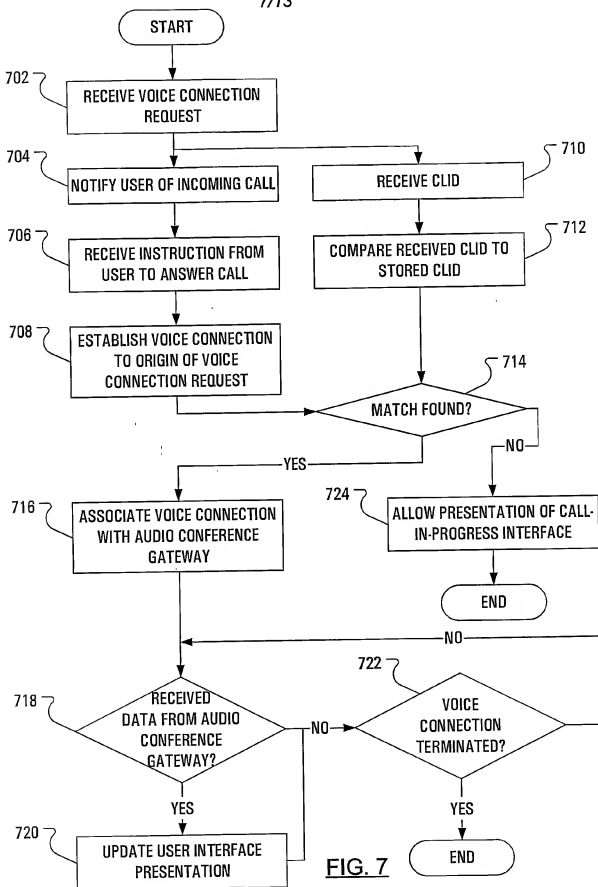 7/13
START
702
RECEIVE VOICE CONNECTION
REQUEST
704
NOTIFY USER OF INCOMING CALL
710
RECEIVE CLID
706
RECEIVE INSTRUCTION FROM
USER TO ANSWER CALL
712
COMPARE RECEIVED CLID TO
STORED CLID
708
ESTABLISH VOICE CONNECTION
TO ORIGIN OF VOICE
CONNECTION REQUEST
714
MATCH FOUND?
YES
NO
716
ASSOCIATE VOICE CONNECTION
WITH AUDIO CONFERENCE
GATEWAY
724
ALLOW PRESENTATION OF CALL-
IN-PROGRESS INTERFACE
END
NO
718
RECEIVED
DATA FROM AUDIO
CONFERENCE
GATEWAY?
NO
722
VOICE
CONNECTION
TERMINATED?
YES
YES
720
UPDATE USER INTERFACE
PRESENTATION
END
FIG. 7